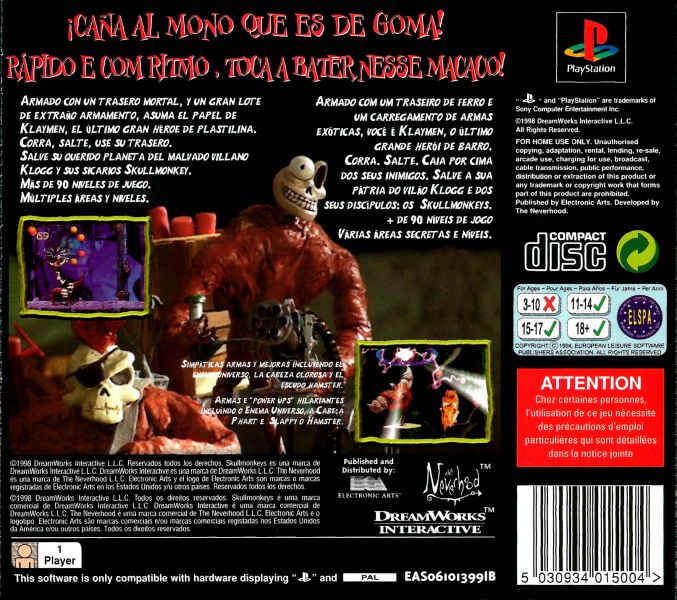 ¡CAÑA AL MONO QUE ES DE GOMA!
RÁPIDO E COM RITMO, TOCA A BATER NESSE MACACO!
ARMADO CON UN TRASERO MORTAL, Y UN GRAN LOTE
DE EXTRAÑO ARMAMENTO, ASUMA EL PAPEL DE
KLAYMEN, EL ÚLTIMO GRAN HÉROE DE PLASTILINA.
CORRA, SALTE, USE SU TRASERO.
SALVE SU QUERIDO PLANETA DEL MALVADO VILLANO
KLOGG Y SUS SICARIOS SKULLMONKEY.
MÁS DE 90 NIVELES DE JUEGO.
MÚLTIPLES ÁREAS Y NIVELES.
ARMADO COM UM TRASEIRO DE FERRO E
UM CARREGAMENTO DE ARMAS
EXÓTICAS, VOCÊ É KLAYMEN, O ÚLTIMO
GRANDE HERÓI DE BARRO.
CORRA. SALTE. CAIA POR CIMA
DOS SEUS INIMIGOS. SALVE A SUA
PÁTRIA DO VILÃO KLOGG E DOS
SEUS DISCÍPULOS: OS SKULMONKEYS.
+ DE 90 NÍVEIS DE JOGO
VÁRIAS ÁREAS SECRETAS E NÍVEIS.
69
SIMPÁTICAS ARMAS Y MEJORAS INCLUYENDO EL
ENEMA UNIVERSO, LA CABEZA OLOROSA Y EL
ESCUDO HAMSTER.
ARMAS E "POWER UPS" HILARIANTES
INCLUINDO O ENEMA UNIVERSO, A CABEÇA
PHART E SLAPPY O HAMSTER.
PlayStation
" " and "PlayStation" are trademarks of
Sony Computer Entertainment Inc.
©1998 DreamWorks Interactive L.L.C.
All Rights Reserved.
FOR HOME USE ONLY. Unauthorised
copying, adaptation, rental, lending, re-sale,
arcade use, charging for use, broadcast,
cable transmission, public performance,
distribution or extraction of this product or
any trademark or copyright work that forms
part of this product are prohibited.
Published by Electronic Arts. Developed by
The Neverhood.
COMPACT
disc
For Ages - Pour Ages - Para Años - Für Jahre - Per Anni
3-10 11-14
15-17 18+
ELSPA
COPYRIGHT © 1994, EUROPEAN LEISURE SOFTWARE
PUBLISHERS ASSOCIATION. ALL RIGHTS RESERVED
ATTENTION
Chez certaines personnes,
l'utilisation de ce jeu nécessite
des précautions d'emploi
particulières qui sont détaillées
dans la notice jointe
©1998 DreamWorks Interactive L.L.C. Reservados todos los derechos. Skullmonkeys es una marca de
DreamWorks Interactive L.L.C. DreamWorks Interactive es una marca de DreamWorks L.L.C. The Neverhood
es una marca de The Neverhood L.L.C. Electronic Arts y el logo de Electronic Arts son marcas o marcas
registradas de Electronic Arts en los Estados Unidos y/u otros países. Reservados todos los derechos.
©1998 DreamWorks Interactive L.L.C. Todos os direitos reservados. Skullmonkeys é uma marca
comercial de DreamWorks Interactive L.L.C. DreamWorks Interactive é uma marca comercial de
DreamWorks L.L.C. The Neverhood é uma marca comercial de The Neverhood L.L.C. Electronic Arts e o
logotipo Electronic Arts são marcas comerciais e/ou marcas comerciais registadas nos Estados Unidos
da América e/ou outros países, Todos os direitos reservados.
Published and
Distributed by:
ELECTRONIC ARTS™
the Neverhood™
DREAMWORKS™
INTERACTIVE
1
Player
This software is only compatible with hardware displaying " " and PAL EAS06101399IB
5 030934 015004 >